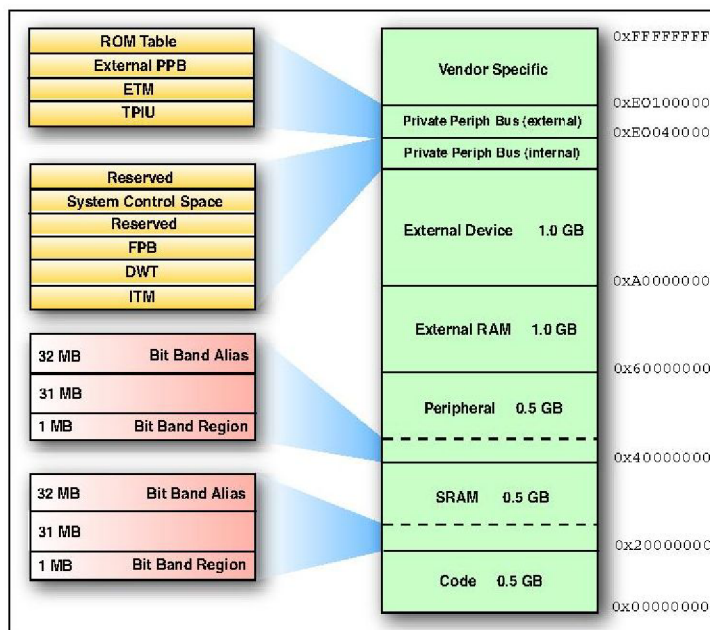 ROM Table
External PPB
ETM
TPIU
Reserved
System Control Space
Reserved
FPB
DWT
ITM
32 MB Bit Band Alias
31 MB
1 MB Bit Band Region
32 MB Bit Band Alias
31 MB
1 MB Bit Band Region
Vendor Specific
Private Periph Bus (external)
Private Periph Bus (internal)
External Device 1.0 GB
External RAM 1.0 GB
Peripheral 0.5 GB
SRAM 0.5 GB
Code 0.5 GB
0xFFFFFFFF
0xE0100000
0xE0040000
0xA0000000
0x60000000
0x40000000
0x20000000
0x00000000